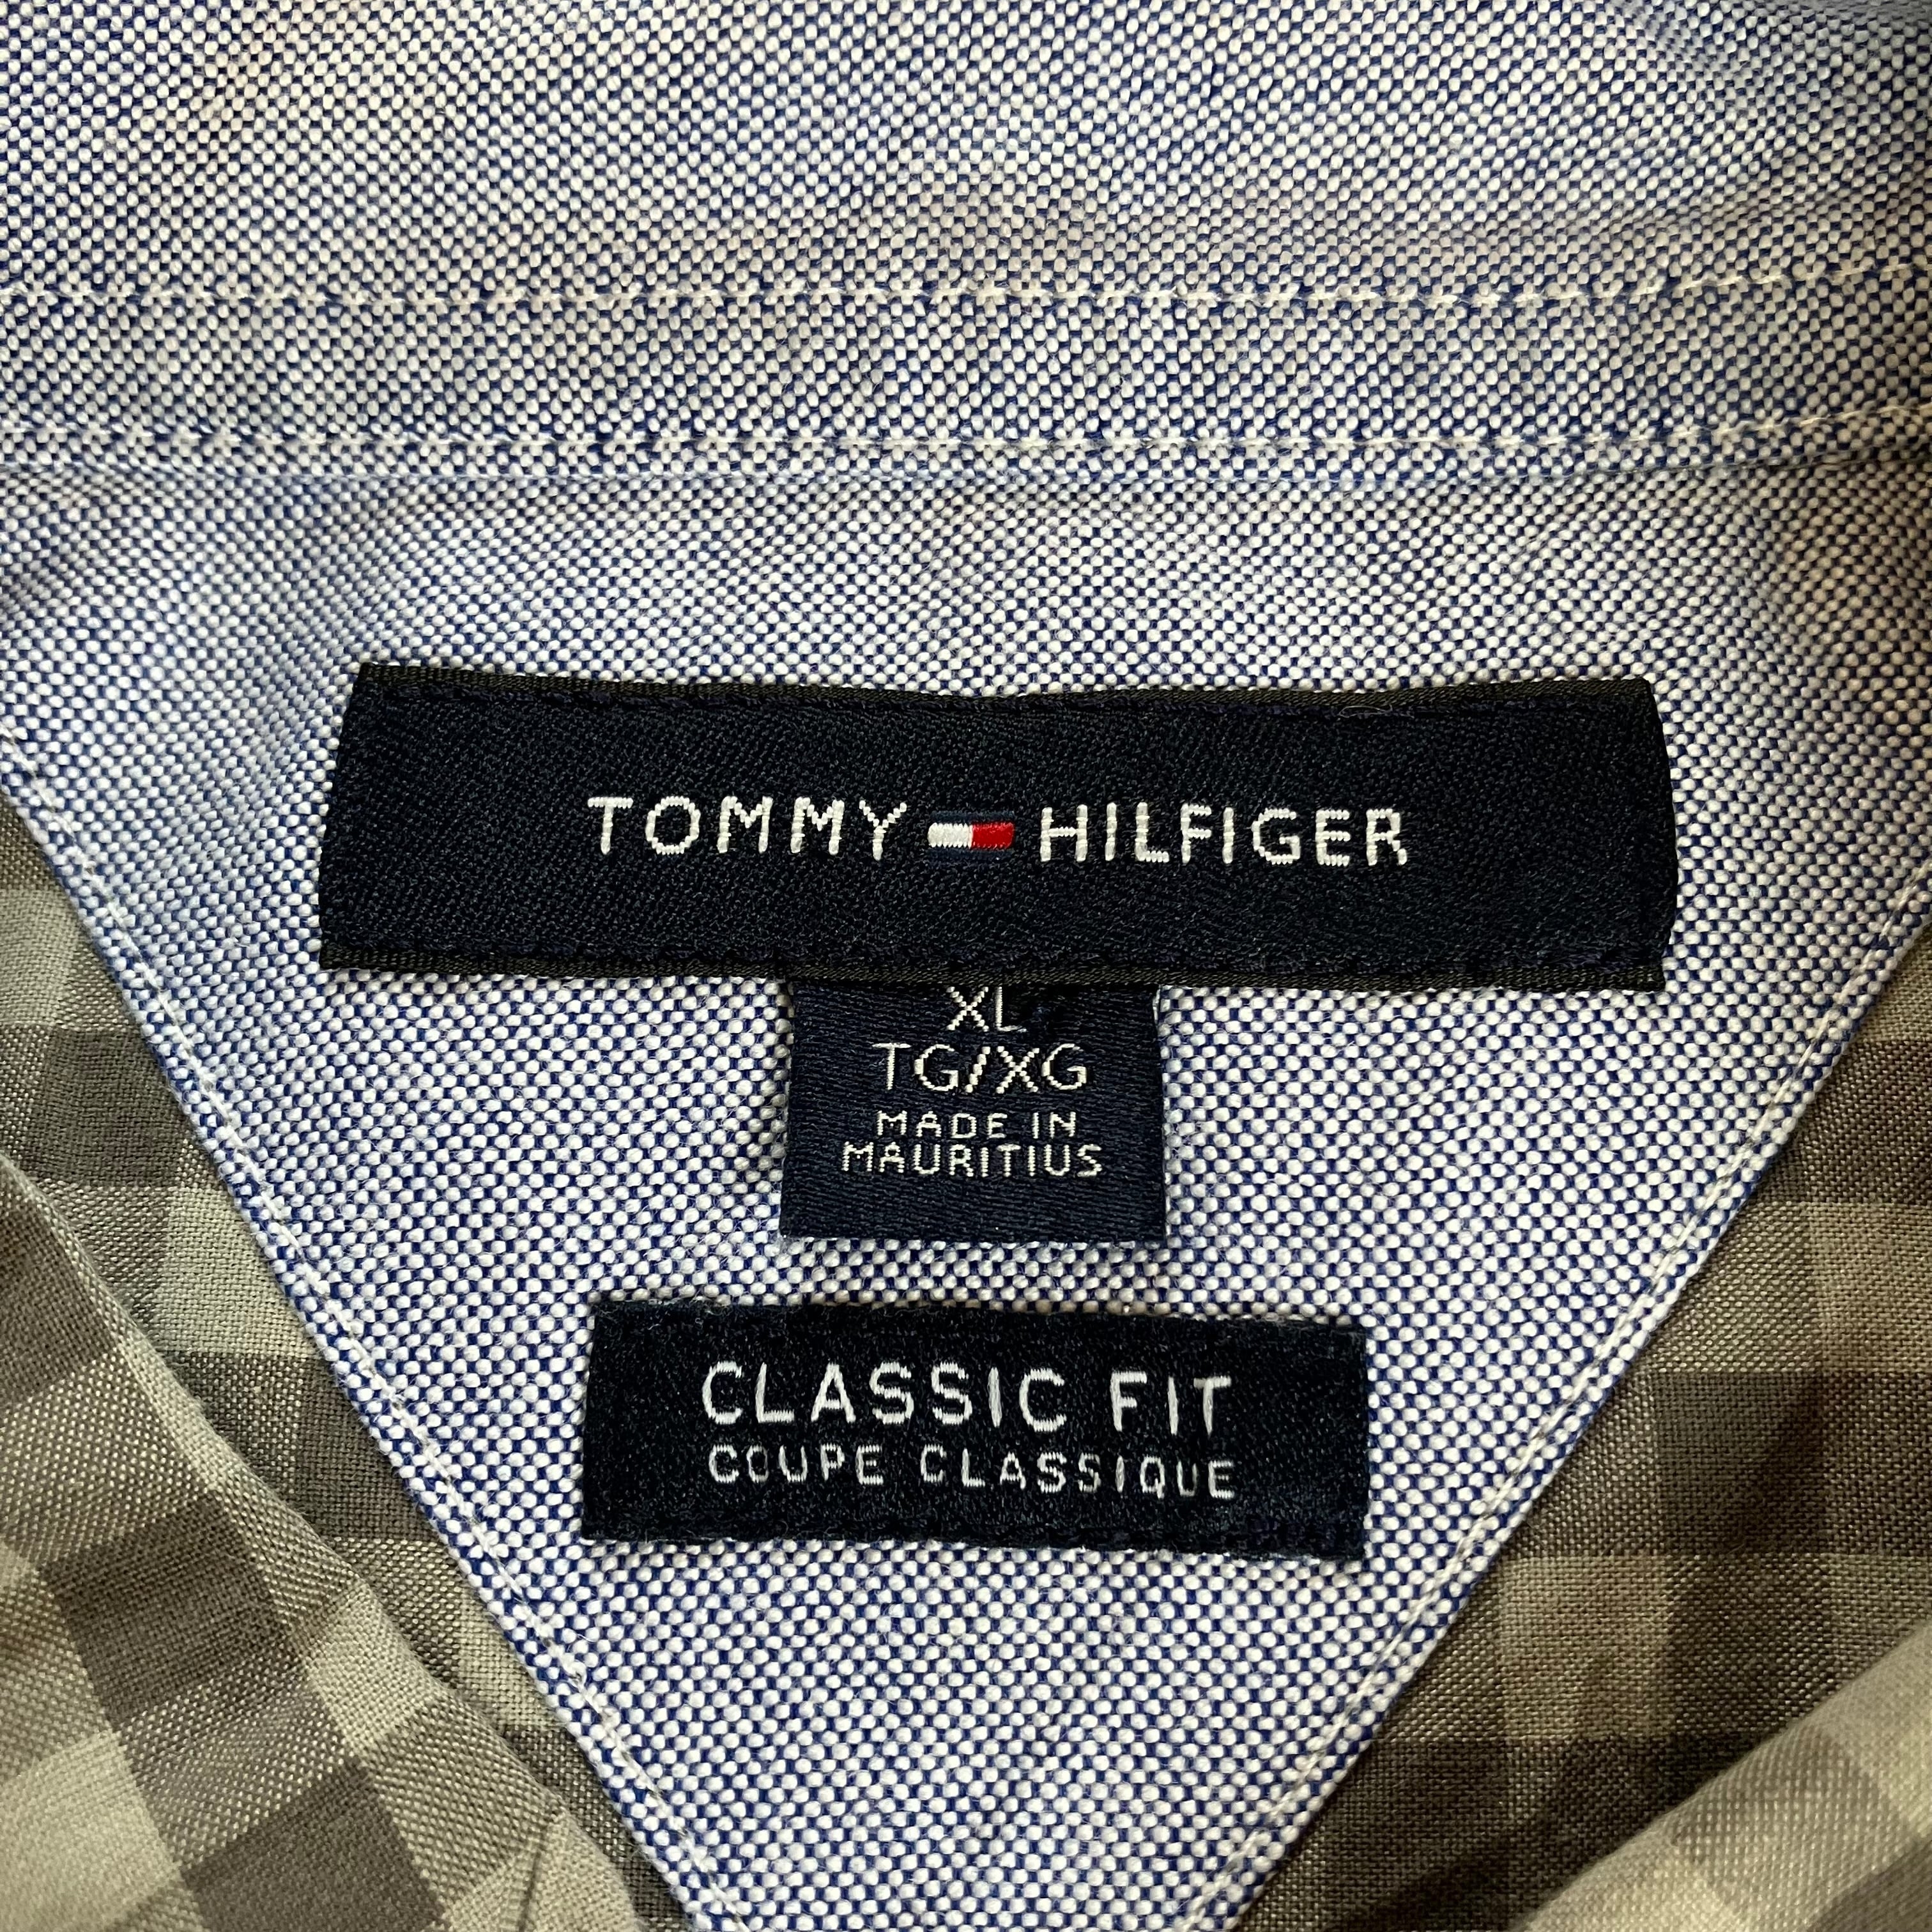 TOMMY HILFIGER
XL
TG/XG
MADE IN
MAURITIUS
CLASSIC FIT
COUPE CLASSIQUE